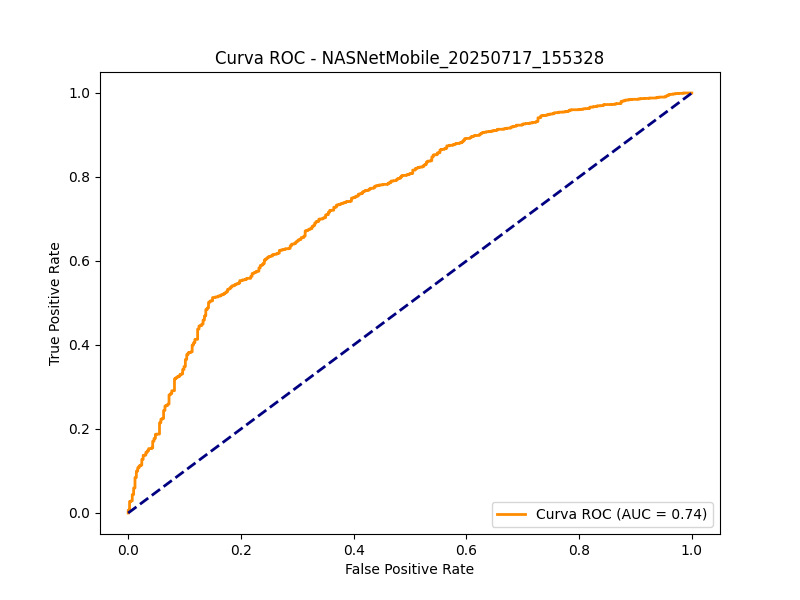 Curva ROC - NASNetMobile_20250717_155328
True Positive Rate
1.0
0.8
0.6
0.4
0.2
0.0
Curva ROC (AUC = 0.74)
0.0 0.2 0.4 0.6 0.8 1.0
False Positive Rate